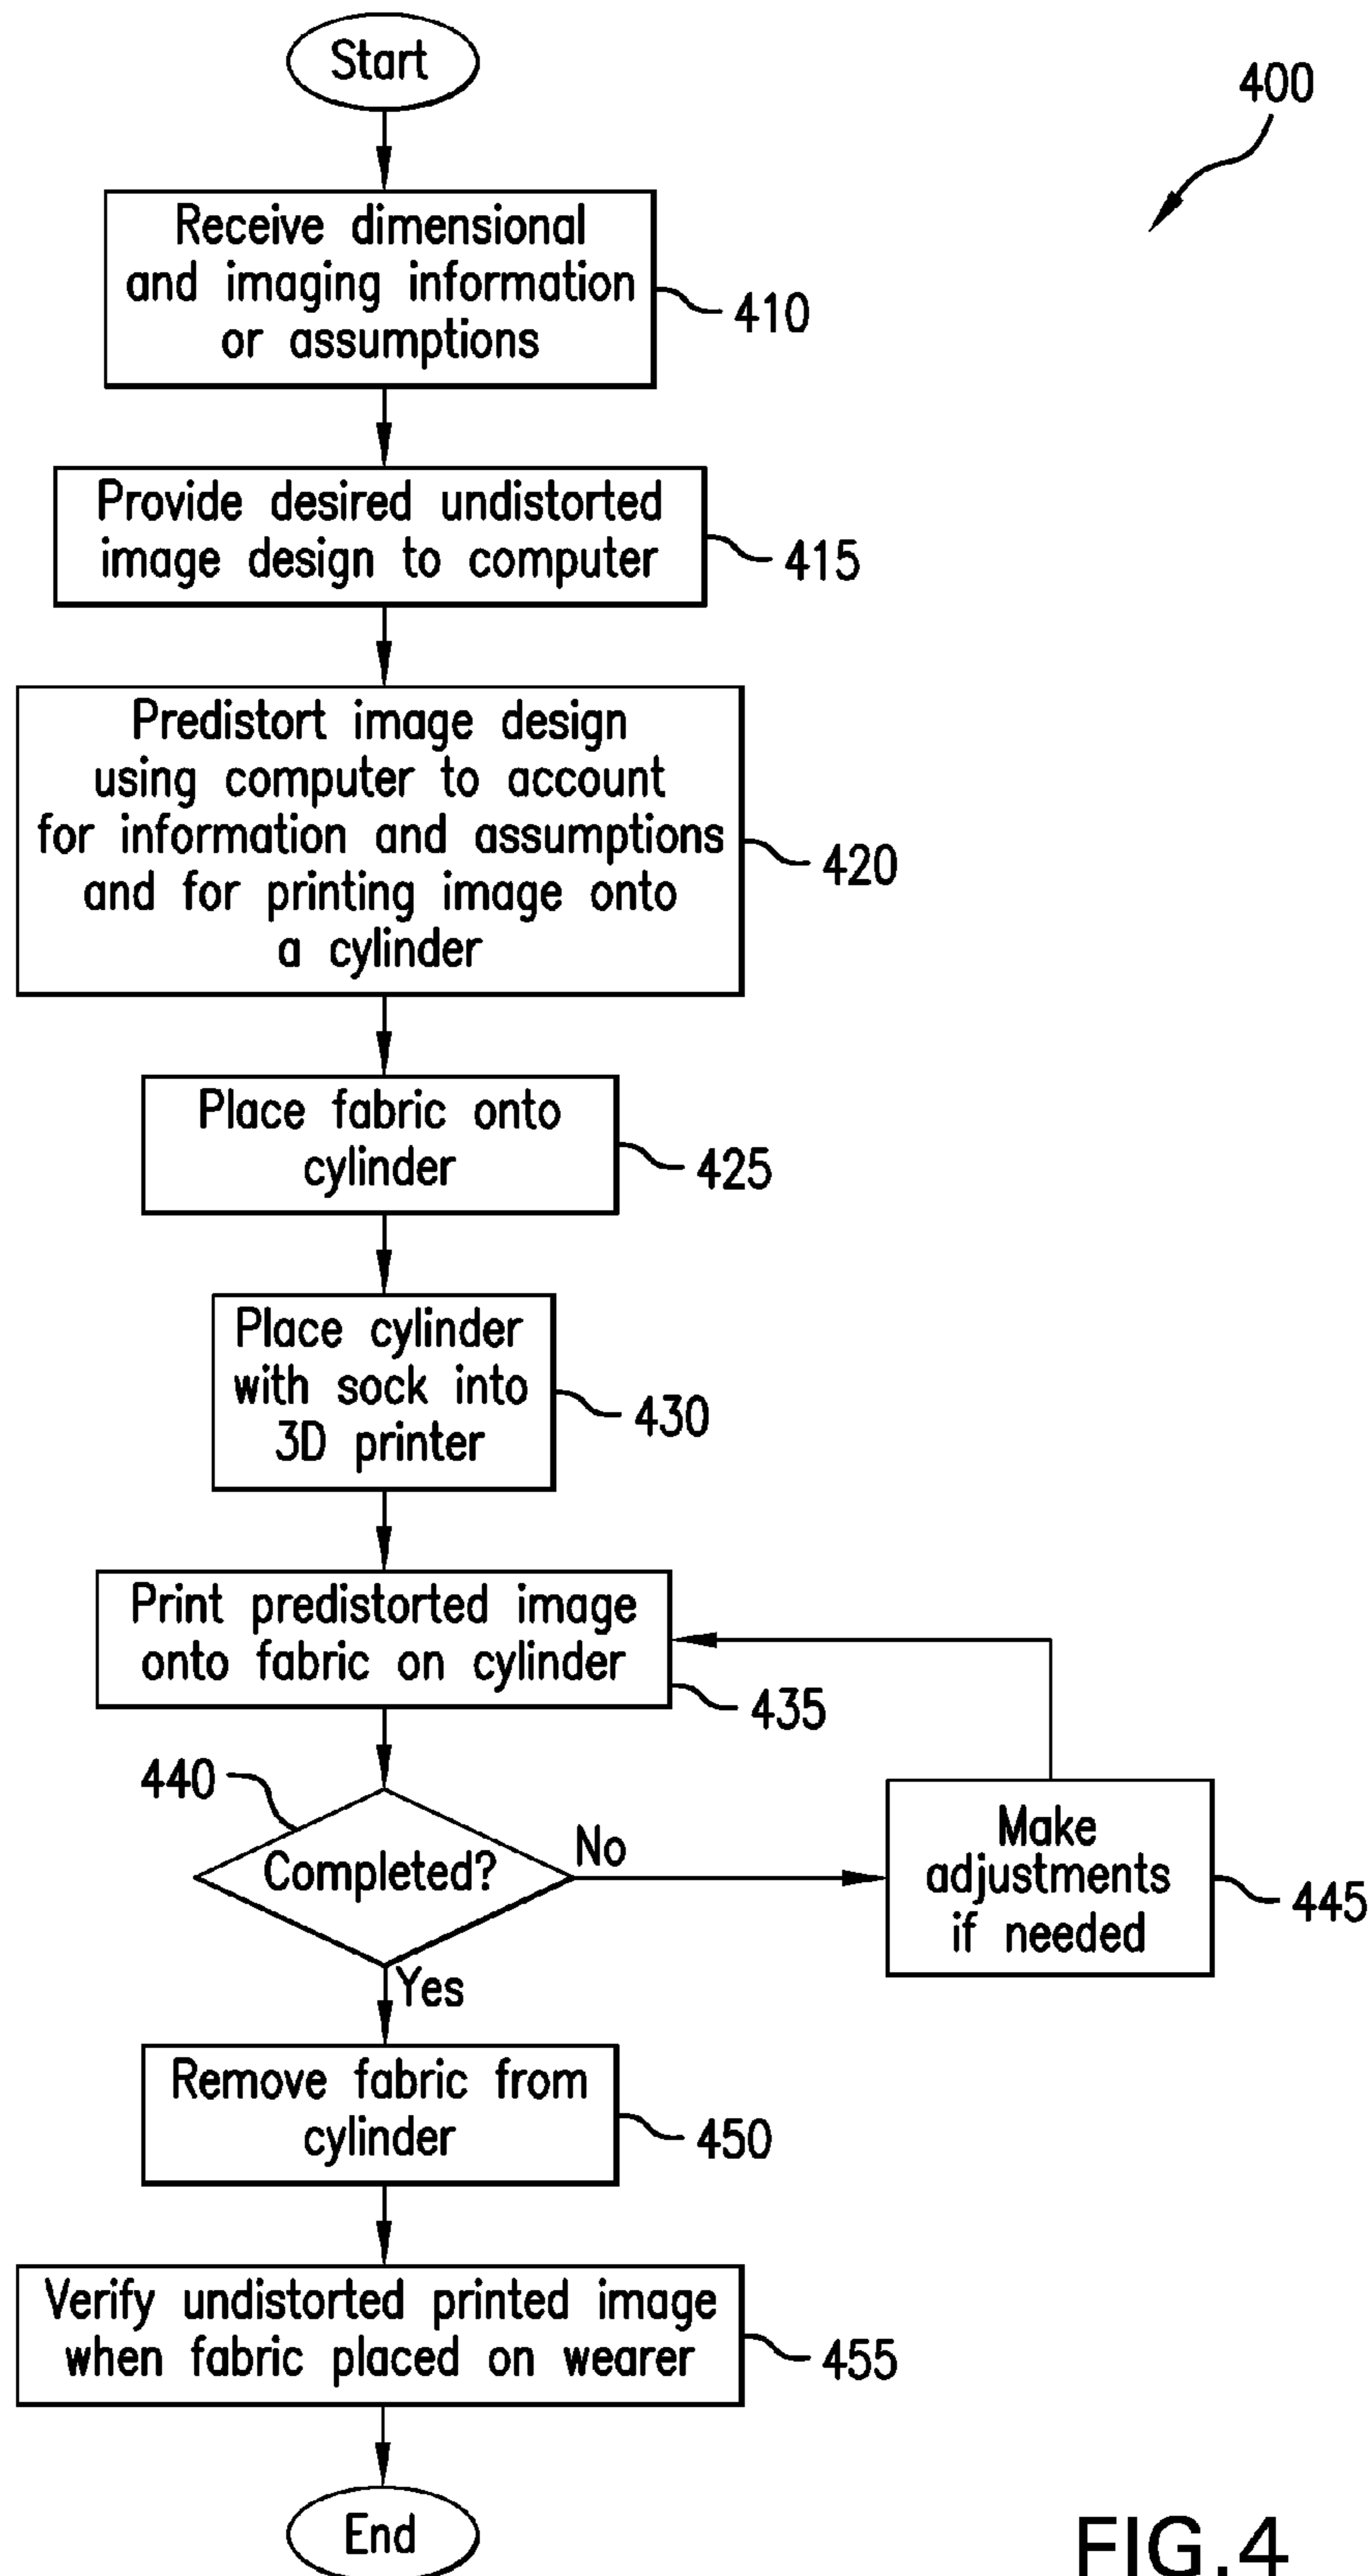 Start
400
Receive dimensional
and imaging information
or assumptions
410
Provide desired undistorted
image design to computer
415
Predistort image design
using computer to account
for information and assumptions
and for printing image onto
a cylinder
420
Place fabric onto
cylinder
425
Place cylinder
with sock into
3D printer
430
Print predistorted image
onto fabric on cylinder
435
440
Completed?
No
Make
adjustments
if needed
445
Yes
Remove fabric from
cylinder
450
Verify undistorted printed image
when fabric placed on wearer
455
End
FIG.4